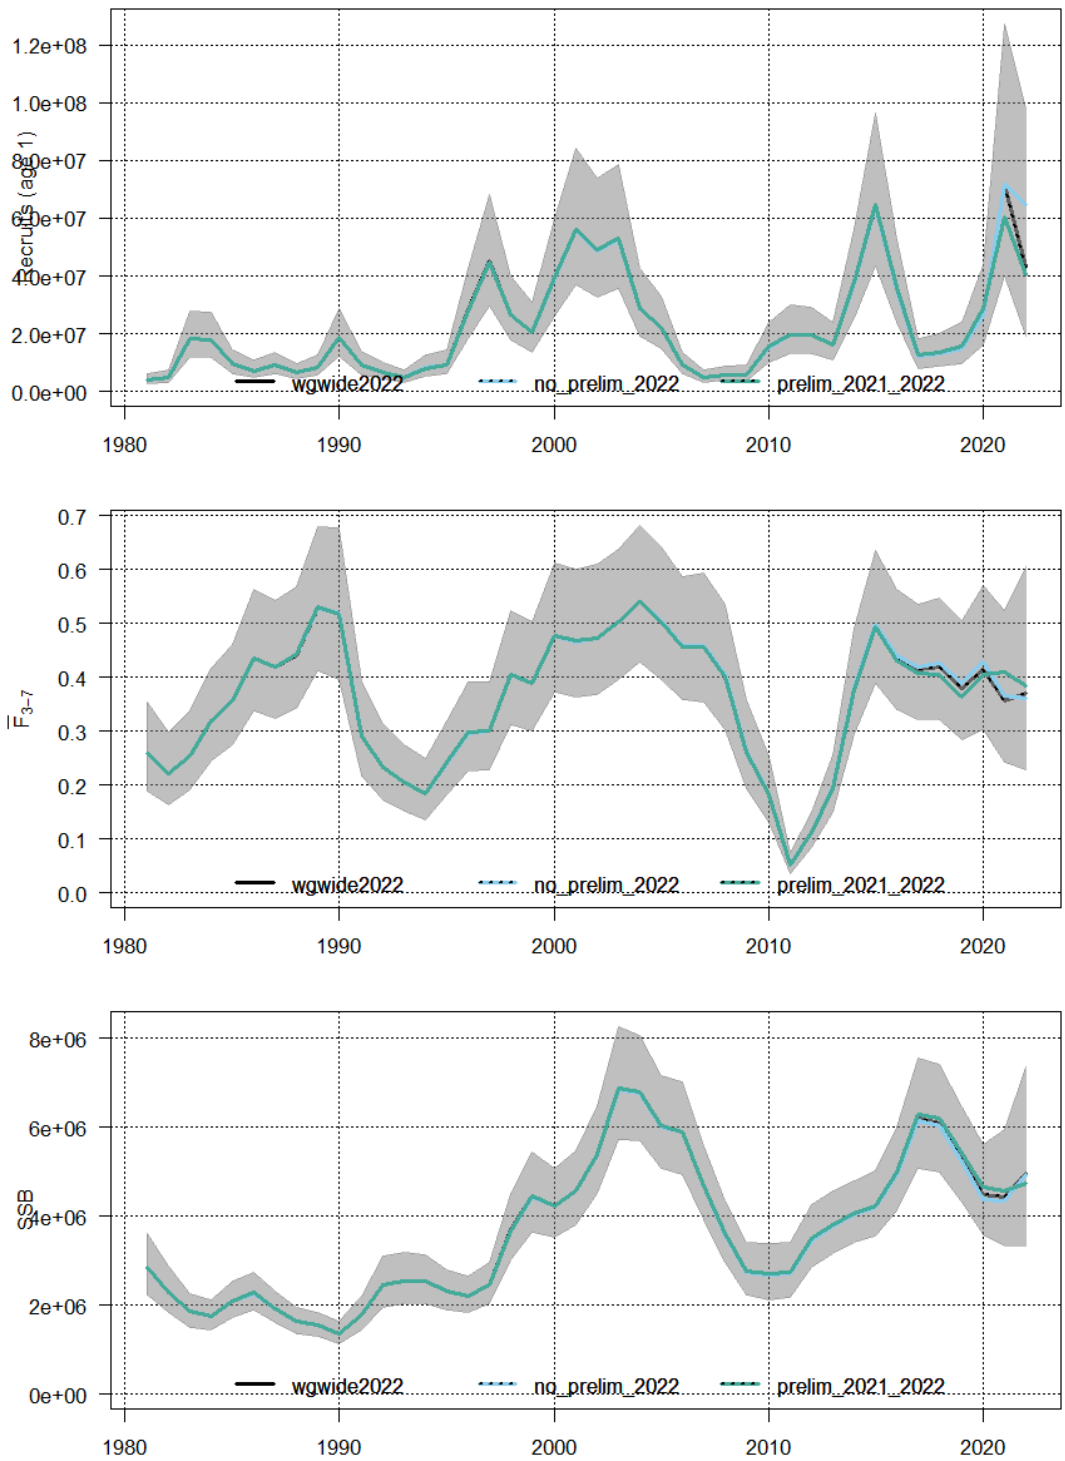 1.2e+08
1.0e+08
8.0e+07
6.0e+07
4.0e+07
2.0e+07
0.0e+00
Recruits (age 1)
wgwide2022 no_prelim_2022 prelim_2021_2022
1980 1990 2000 2010 2020
0.7
0.6
0.5
0.4
0.3
0.2
0.1
0.0
F3-7
wgwide2022 no_prelim_2022 prelim_2021_2022
1980 1990 2000 2010 2020
8e+06
6e+06
4e+06
2e+06
0e+00
SSB
wgwide2022 no_prelim_2022 prelim_2021_2022
1980 1990 2000 2010 2020